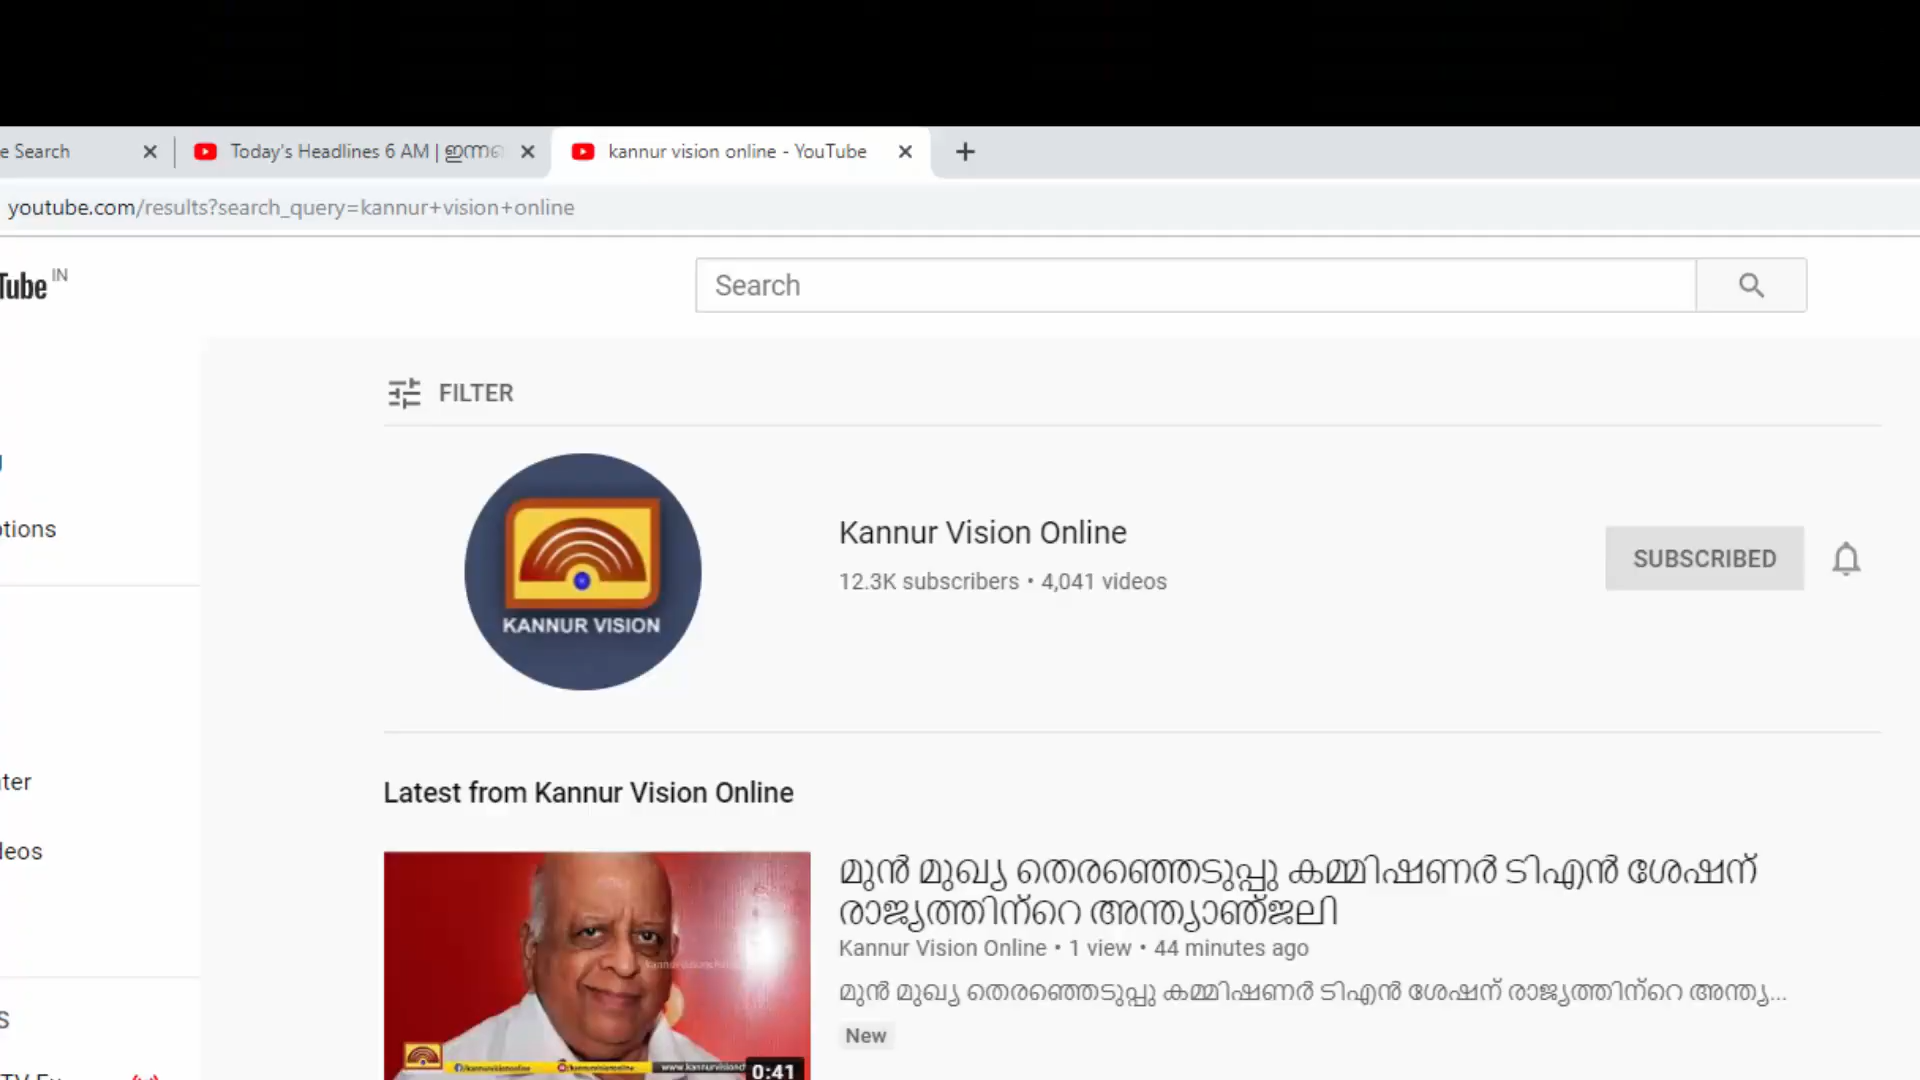 e Search
Today's Headlines 6 AM | ഇന്ന
kannur vision online - YouTube
youtube.com/results?search_query=kannur+vision+online
Tube IN
Search
FILTER
KANNUR VISION
Kannur Vision Online
12.3K subscribers • 4,041 videos
SUBSCRIBED
otions
ter
leos
S
Latest from Kannur Vision Online
മുൻ മുഖ്യ തെരഞ്ഞെടുപ്പു കമ്മിഷണർ ടിഎൻ ശേഷന്
രാജ്യത്തിന്റെ അന്ത്യാഞ്ജലി
Kannur Vision Online • 1 view • 44 minutes ago
മുൻ മുഖ്യ തെരഞ്ഞെടുപ്പു കമ്മിഷണർ ടിഎൻ ശേഷന് രാജ്യത്തിന്റെ അന്ത്യ...
New
0:41